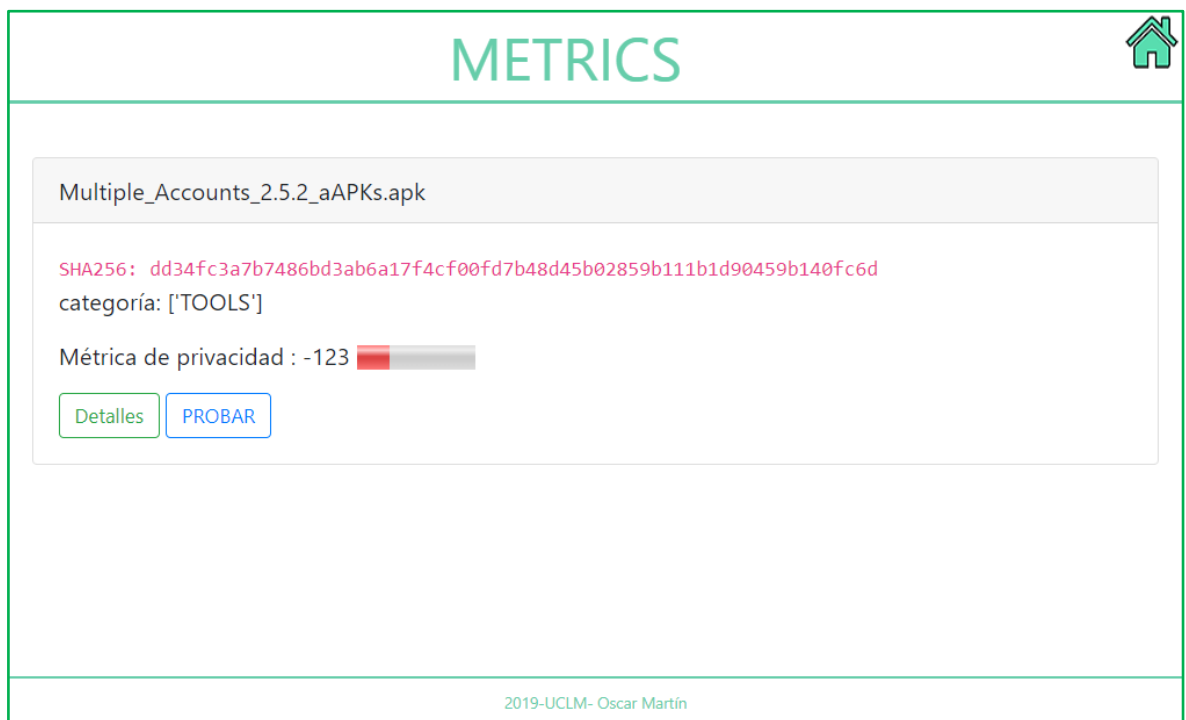 METRICS
Multiple_Accounts_2.5.2_aAPKs.apk
SHA256: dd34fc3a7b7486bd3ab6a17f4cf00fd7b48d45b02859b111b1d90459b140fc6d
categoría: ['TOOLS']
Métrica de privacidad : -123
Detalles PROBAR
2019-UCLM- Oscar Martín